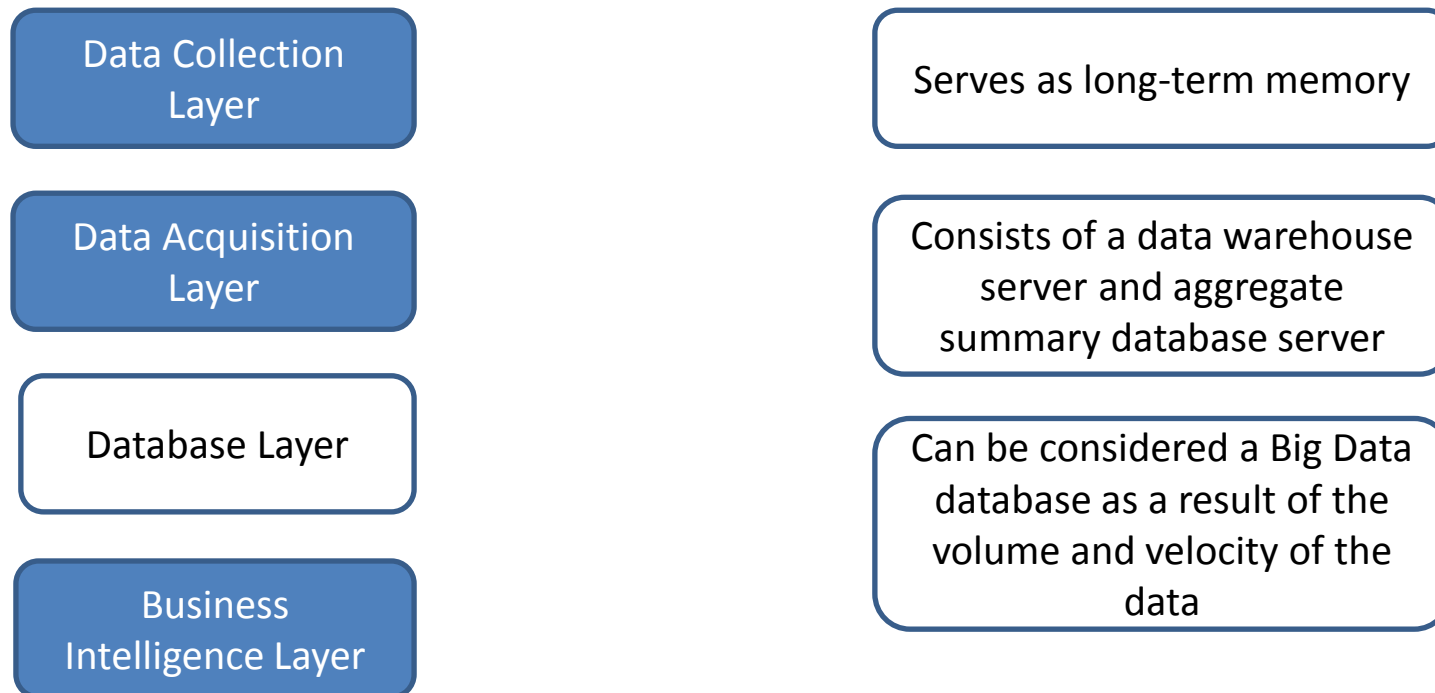 Data Collection
Layer
Data Acquisition
Layer
Database Layer
Business
Intelligence Layer
Serves as long-term memory
Consists of a data warehouse
server and aggregate
summary database server
Can be considered a Big Data
database as a result of the
volume and velocity of the
data